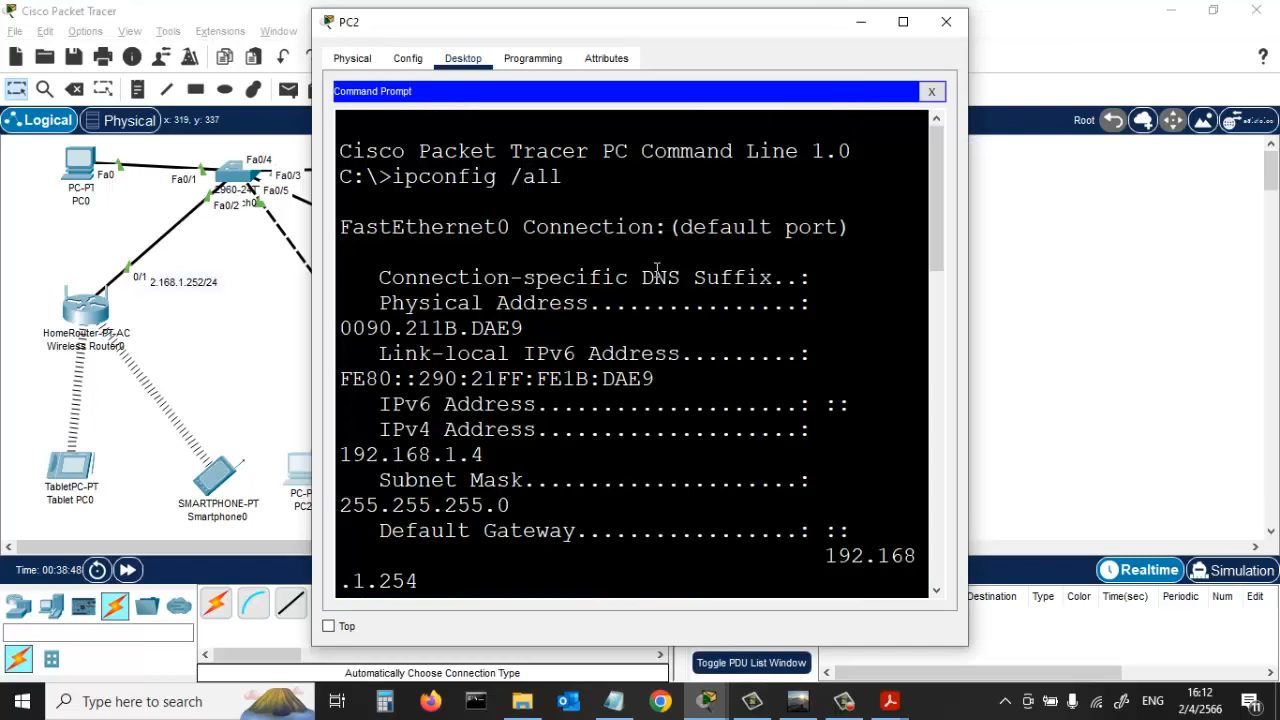 Cisco Packet Tracer
File Edit Options View Tools Extensions Window
Logical Physical x: 319, y: 337
Root
PC2
Physical Config Desktop Programming Attributes
Command Prompt X
Cisco Packet Tracer PC Command Line 1.0
C:\>ipconfig /all
FastEthernet0 Connection:(default port)
Connection-specific DNS Suffix..:
Physical Address................:
0090.211B.DAE9
Link-local IPv6 Address.........:
FE80::290:21FF:FE1B:DAE9
IPv6 Address....................: ::
IPv4 Address....................:
192.168.1.4
Subnet Mask.....................:
255.255.255.0
Default Gateway.................: ::
192.168
.1.254
Top
Fa0/4
Fa0
Fa0/1
Fa0/3
PC-PT
PC0
2960-24T
Fa0/5
Fa0/2
ch0
0/1
2.168.1.252/24
HomeRouter-PT-AC
Wireless Router0
TabletPC-PT
Tablet PC0
SMARTPHONE-PT
Smartphone0
PC-P
PC2
Time: 00:38:48
Realtime Simulation
Destination Type Color Time(sec) Periodic Num Edit
Toggle PDU List Window
Automatically Choose Connection Type
Type here to search
ENG
16:12
2/4/2566
11